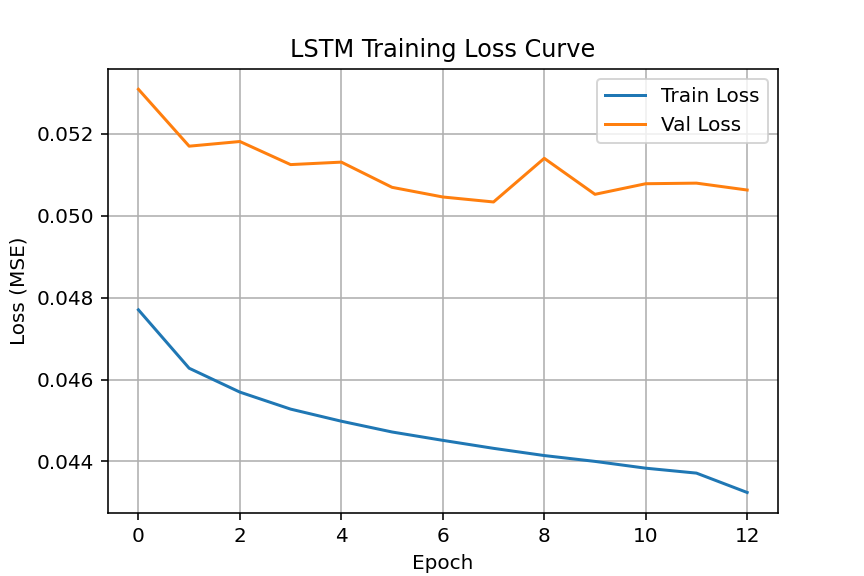 LSTM Training Loss Curve
Train Loss
Val Loss
Loss (MSE)
0.052
0.050
0.048
0.046
0.044
0 2 4 6 8 10 12
Epoch